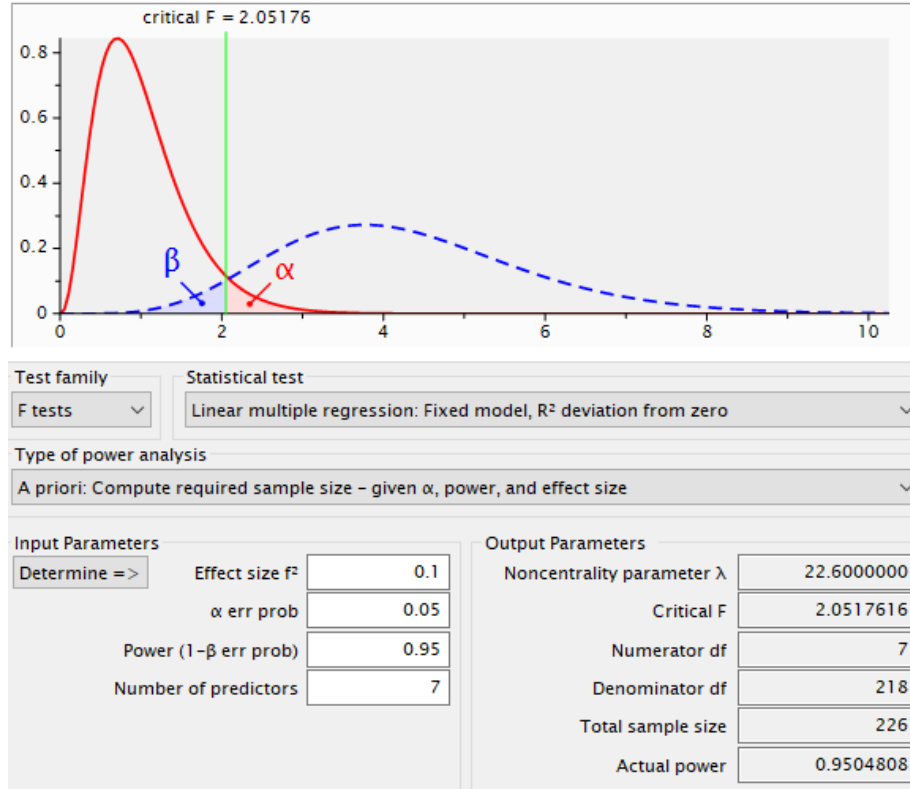 critical F = 2.05176
0.8
0.6
0.4
0.2
0
β
α
0 2 4 6 8 10
Test family Statistical test
F tests Linear multiple regression: Fixed model, R² deviation from zero
Type of power analysis
A priori: Compute required sample size – given α, power, and effect size
Input Parameters Output Parameters
Determine => Effect size f² 0.1 Noncentrality parameter λ 22.6000000
α err prob 0.05 Critical F 2.0517616
Power (1-β err prob) 0.95 Numerator df 7
Number of predictors 7 Denominator df 218
Total sample size 226
Actual power 0.9504808